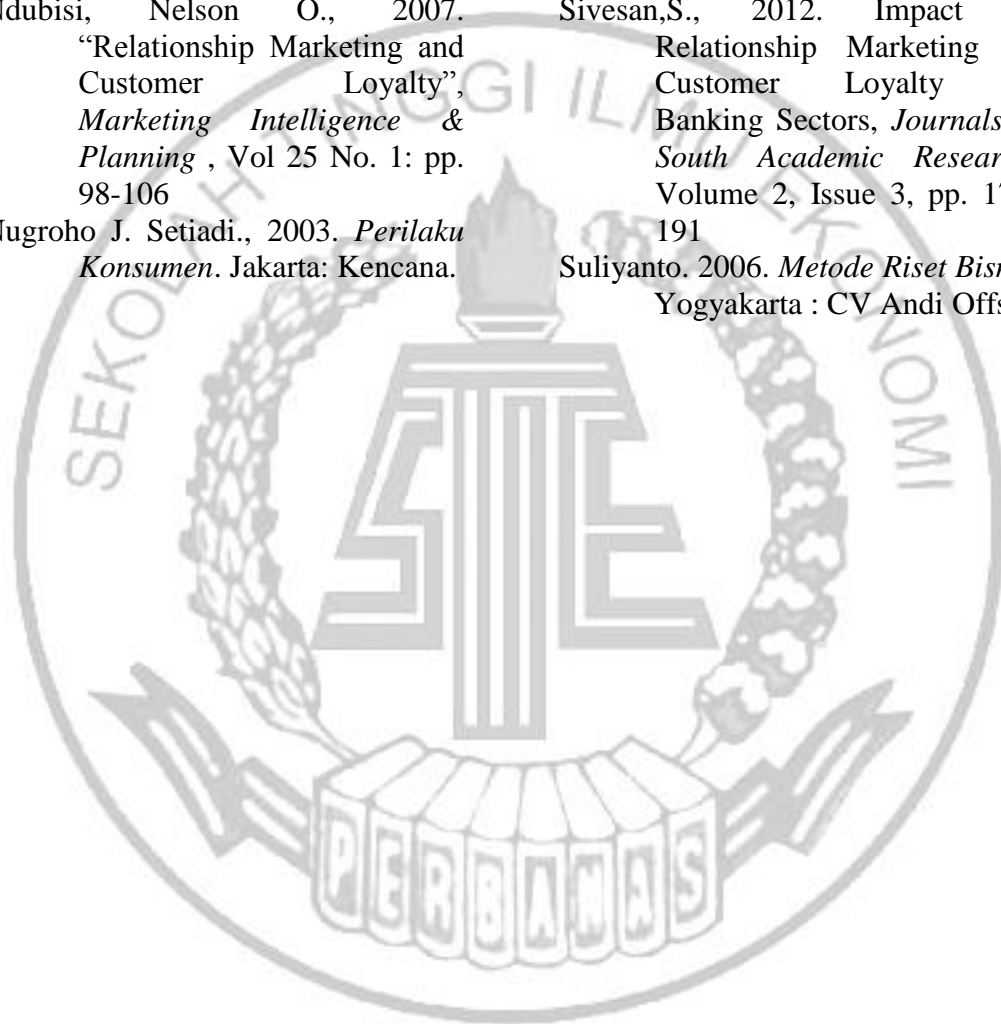 Ndubisi, Nelson O., 2007.
“Relationship Marketing and
Customer Loyalty”,
Marketing Intelligence &
Planning , Vol 25 No. 1: pp.
98-106
Nugroho J. Setiadi., 2003. Perilaku
Konsumen. Jakarta: Kencana.
Sivesan,S., 2012. Impact
Relationship Marketing
Customer Loyalty
Banking Sectors, Journals
South Academic Resear
Volume 2, Issue 3, pp. 17
191
Suliyanto. 2006. Metode Riset Bisn
Yogyakarta : CV Andi Offs
SEKOLAH TINGGI ILMU EKONOMI
STIE
PERBANAS